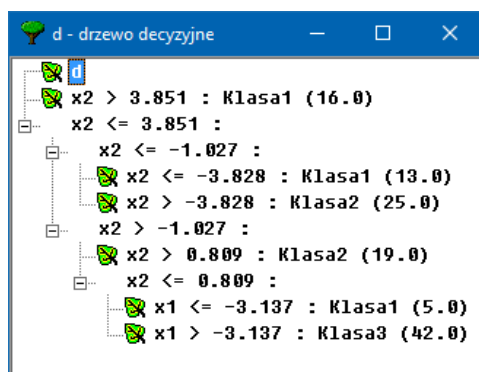 d - drzewo decyzyjne
d
x2 > 3.851 : Klasa1 (16.0)
x2 <= 3.851 :
x2 <= -1.027 :
x2 <= -3.828 : Klasa1 (13.0)
x2 > -3.828 : Klasa2 (25.0)
x2 > -1.027 :
x2 > 0.809 : Klasa2 (19.0)
x2 <= 0.809 :
x1 <= -3.137 : Klasa1 (5.0)
x1 > -3.137 : Klasa3 (42.0)